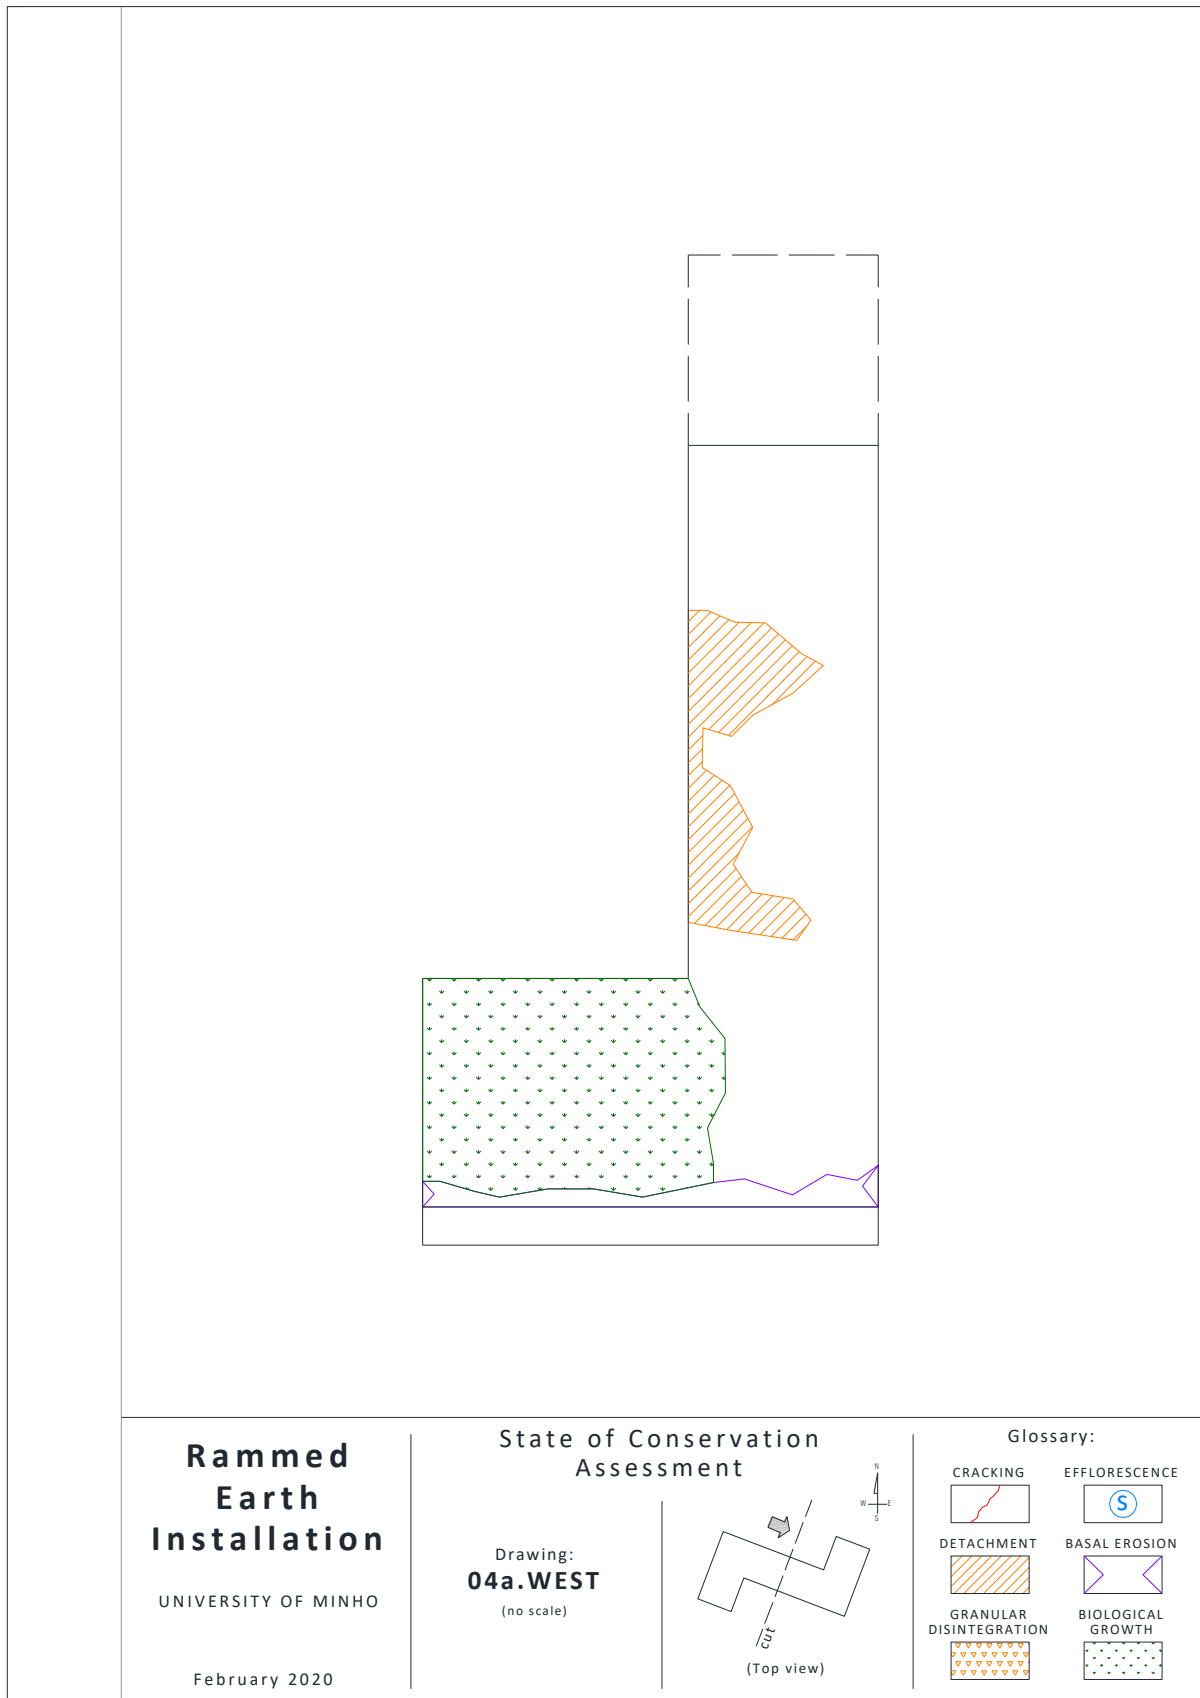 Rammed
Earth
Installation
UNIVERSITY OF MINHO
February 2020
State of Conservation
Assessment
Drawing:
04a.WEST
(no scale)
N
W E
S
cut
(Top view)
Glossary:
CRACKING
EFFLORESCENCE
S
DETACHMENT
BASAL EROSION
GRANULAR
DISINTEGRATION
BIOLOGICAL
GROWTH